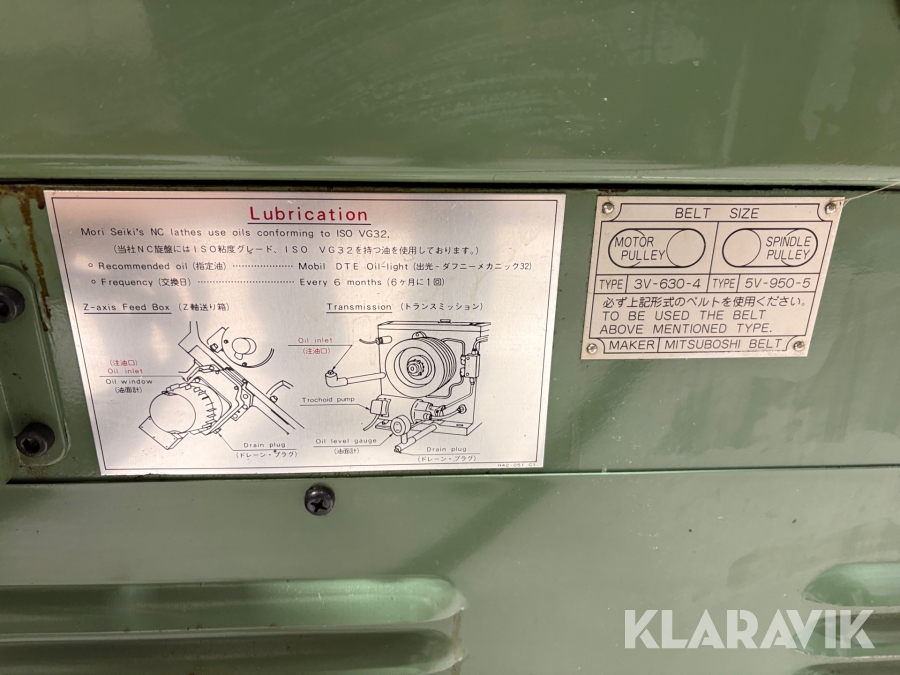 Lubrication
Mori Seiki's NC lathes use oils conforming to ISO VG32.
(当社NC旋盤にはISO粘度グレード、ISO VG32を持つ油を使用しております。)
○ Recommended oil (指定油) ........................ Mobil DTE Oil-light (出光-ダフニーメカニック32)
○ Frequency (交換日) ........................ Every 6 months (6ヶ月に1回)
Z-axis Feed Box (Z軸送り箱)
(注油口)
Oil inlet
Oil window
(油面計)
Drain plug
(ドレーン・プラグ)
Transmission (トランスミッション)
Oil inlet
(注油口)
Trochoid pump
Oil level gauge
(油面計)
Drain plug
(ドレーン・プラグ)
BELT SIZE
MOTOR PULLEY
SPINDLE PULLEY
TYPE 3V-630-4 TYPE 5V-950-5
必ず上記形式のベルトを使用ください。
TO BE USED THE BELT
ABOVE MENTIONED TYPE.
MAKER MITSUBOSHI BELT
KLARAVIK